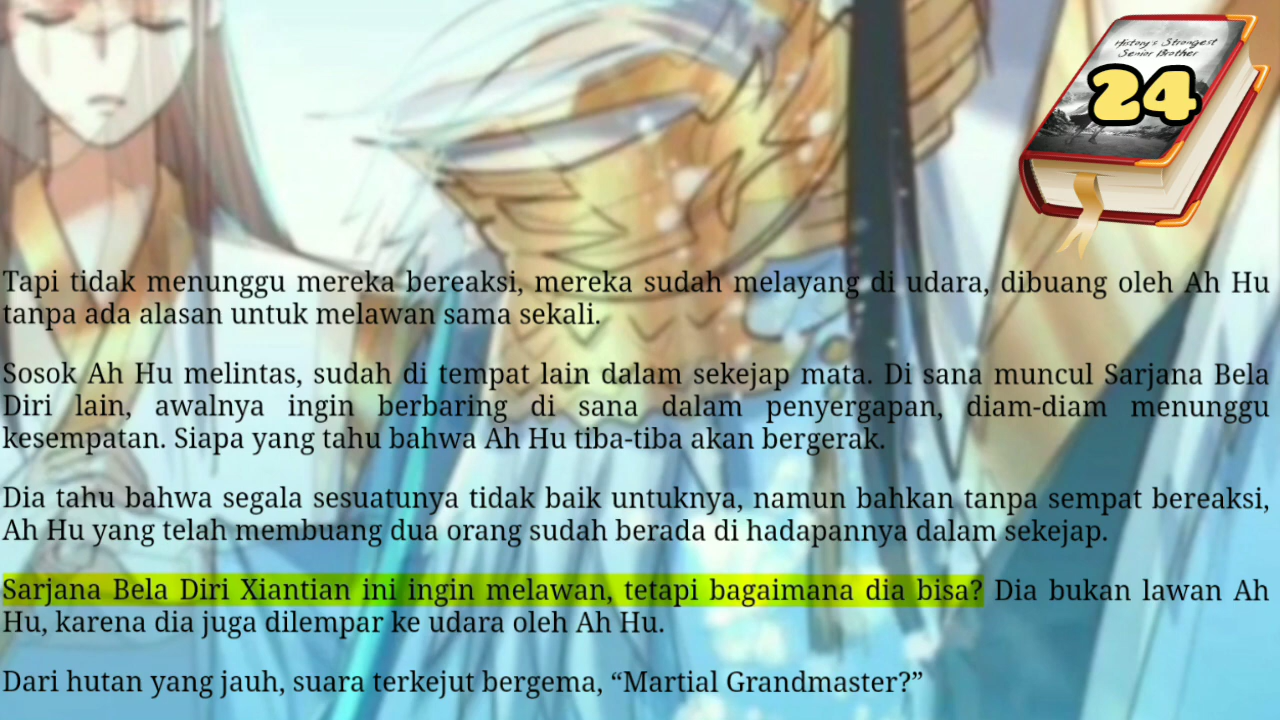 History's Strongest
Senior Brother
24
Tapi tidak menunggu mereka bereaksi, mereka sudah melayang di udara, dibuang oleh Ah Hu
tanpa ada alasan untuk melawan sama sekali.
Sosok Ah Hu melintas, sudah di tempat lain dalam sekejap mata. Di sana muncul Sarjana Bela
Diri lain, awalnya ingin berbaring di sana dalam penyergapan, diam-diam menunggu
kesempatan. Siapa yang tahu bahwa Ah Hu tiba-tiba akan bergerak.
Dia tahu bahwa segala sesuatunya tidak baik untuknya, namun bahkan tanpa sempat bereaksi,
Ah Hu yang telah membuang dua orang sudah berada di hadapannya dalam sekejap.
Sarjana Bela Diri Xiantian ini ingin melawan, tetapi bagaimana dia bisa? Dia bukan lawan Ah
Hu, karena dia juga dilempar ke udara oleh Ah Hu.
Dari hutan yang jauh, suara terkejut bergema, “Martial Grandmaster?”